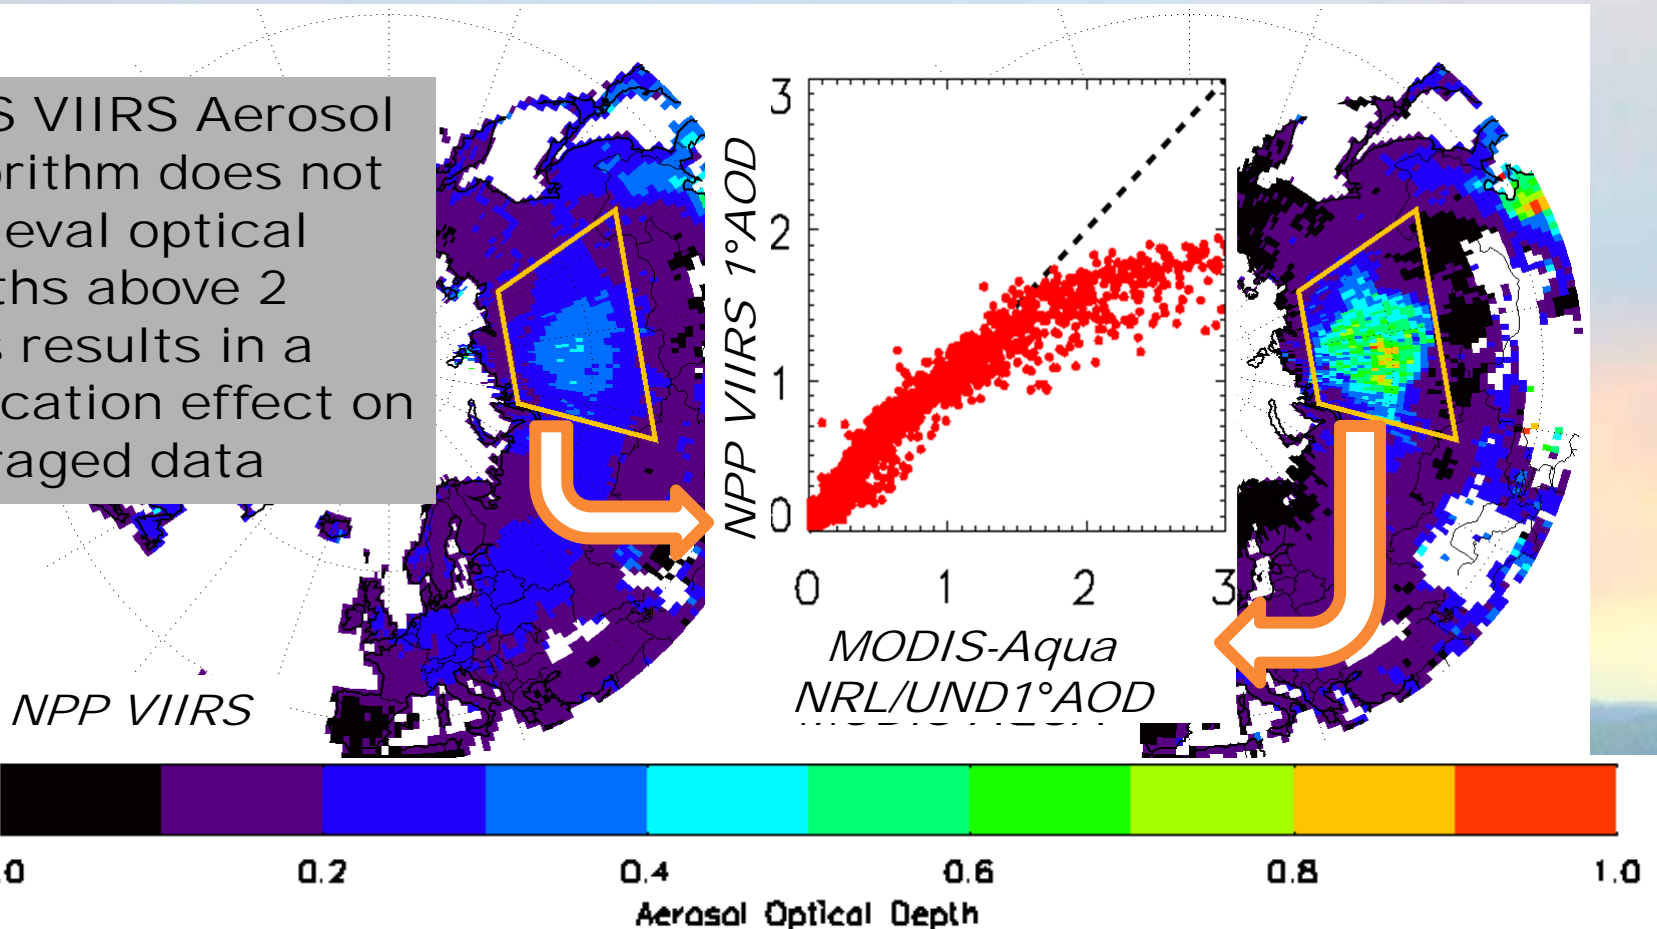 S VIIRS Aerosol
orithm does not
eval optical
ths above 2
s results in a
cation effect on
raged data
NPP VIIRS
3
2
1
0
NPP VIIRS 1°AOD
0 1 2 3
MODIS-Aqua
NRL/UND1°AOD
.0 0.2 0.4 0.6 0.8 1.0
Aerosol Optical Depth